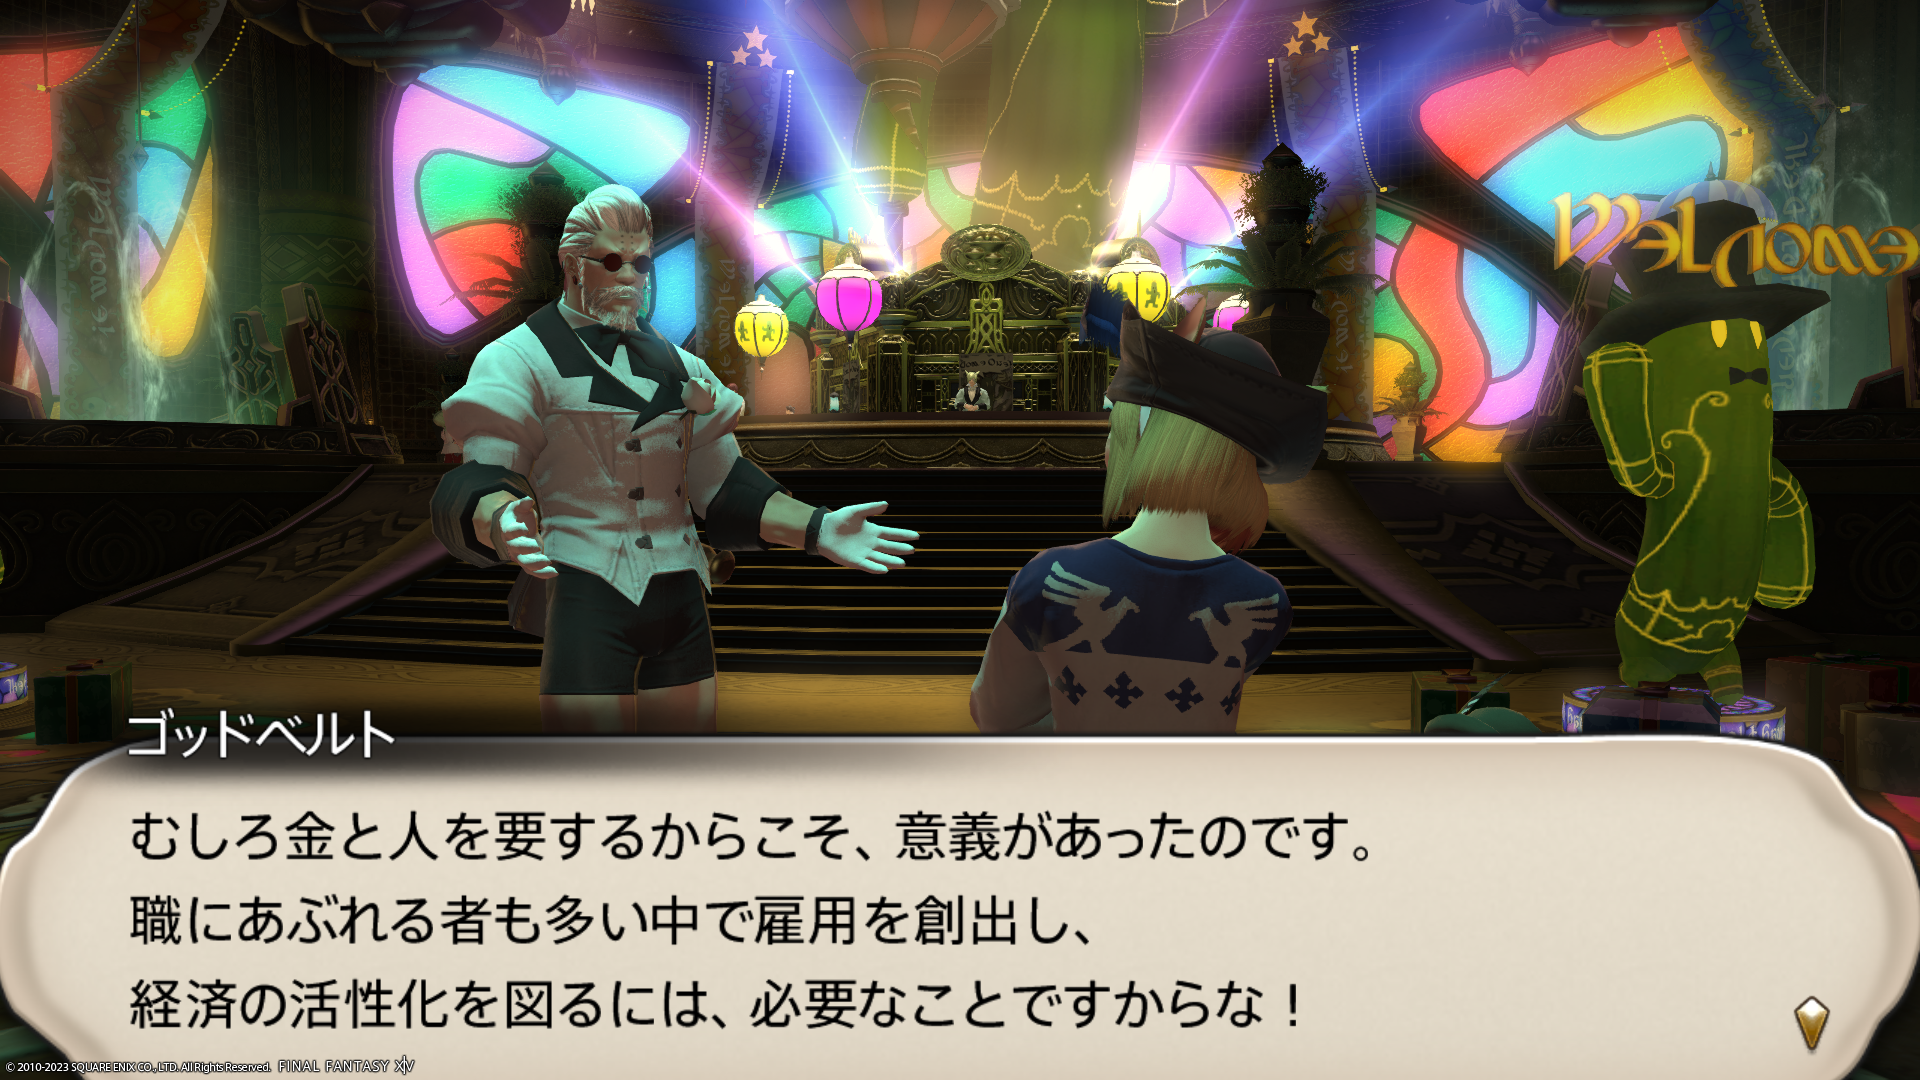 Welcome
ゴッドベルト
むしろ金と人を要するからこそ、意義があったのです。
職にあぶれる者も多い中で雇用を創出し、
経済の活性化を図るには、必要なことですからな！
© 2010-2023 SQUARE ENIX CO., LTD. All Rights Reserved. FINAL FANTASY XIV